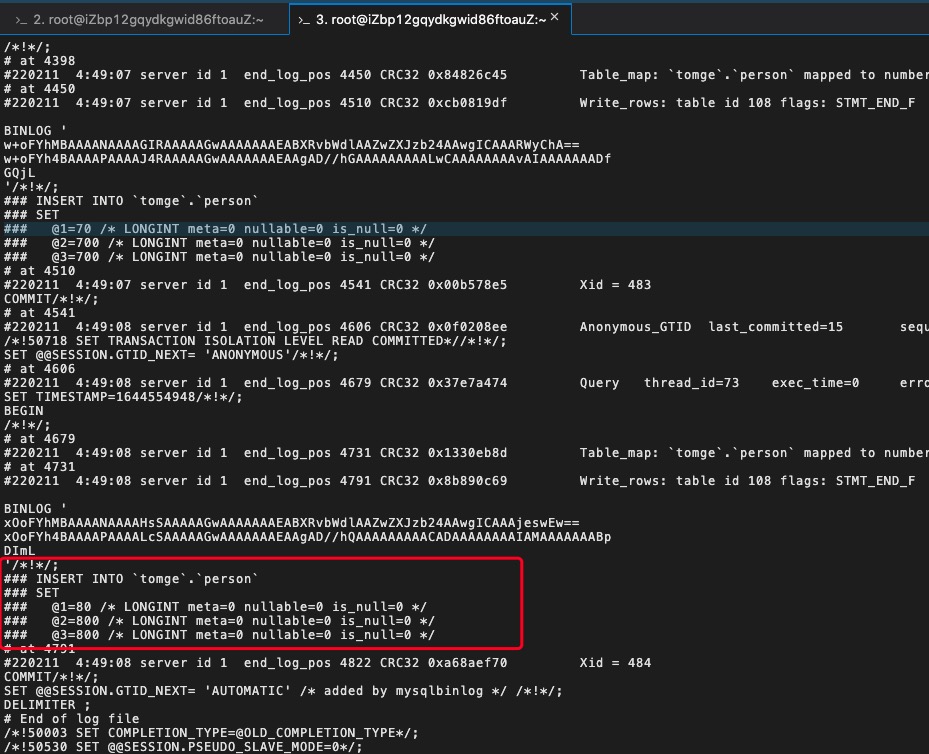 >_ 2. root@iZbp12gqydkgwid86ftoauZ:~ >_ 3. root@iZbp12gqydkgwid86ftoauZ:~ ×
/*!*/;
# at 4398
#220211  4:49:07 server id 1  end_log_pos 4450 CRC32 0x84826c45         Table_map: `tomge`.`person` mapped to number
# at 4450
#220211  4:49:07 server id 1  end_log_pos 4510 CRC32 0xcb0819df         Write_rows: table id 108 flags: STMT_END_F
BINLOG '
w+oFYhMBAAAANAAAAGIRAAAAAGwAAAAAAAEABXRvbWdlAAZwZXJzb24AAwgICAAARWyChA==
w+oFYh4BAAAAPAAAAJ4RAAAAAGwAAAAAAAEAAgAD//hGAAAAAAAAALwCAAAAAAAAvAIAAAAAAADf
GQjL
'/*!*/;
### INSERT INTO `tomge`.`person`
### SET
###   @1=70 /* LONGINT meta=0 nullable=0 is_null=0 */
###   @2=700 /* LONGINT meta=0 nullable=0 is_null=0 */
###   @3=700 /* LONGINT meta=0 nullable=0 is_null=0 */
# at 4510
#220211  4:49:07 server id 1  end_log_pos 4541 CRC32 0x00b578e5         Xid = 483
COMMIT/*!*/;
# at 4541
#220211  4:49:08 server id 1  end_log_pos 4606 CRC32 0x0f0208ee         Anonymous_GTID  last_committed=15       sequ
/*!50718 SET TRANSACTION ISOLATION LEVEL READ COMMITTED*//*!*/;
SET @@SESSION.GTID_NEXT= 'ANONYMOUS'/*!*/;
# at 4606
#220211  4:49:08 server id 1  end_log_pos 4679 CRC32 0x37e7a474         Query   thread_id=73    exec_time=0     erro
SET TIMESTAMP=1644554948/*!*/;
BEGIN
/*!*/;
# at 4679
#220211  4:49:08 server id 1  end_log_pos 4731 CRC32 0x1330eb8d         Table_map: `tomge`.`person` mapped to number
# at 4731
#220211  4:49:08 server id 1  end_log_pos 4791 CRC32 0x8b890c69         Write_rows: table id 108 flags: STMT_END_F
BINLOG '
xOoFYhMBAAAANAAAAHsSAAAAAGwAAAAAAAEABXRvbWdlAAZwZXJzb24AAwgICAAAjeswEw==
xOoFYh4BAAAAPAAAALcSAAAAAGwAAAAAAAEAAgAD//hQAAAAAAAAACADAAAAAAAAIAMAAAAAAABp
DImL
'/*!*/;
### INSERT INTO `tomge`.`person`
### SET
###   @1=80 /* LONGINT meta=0 nullable=0 is_null=0 */
###   @2=800 /* LONGINT meta=0 nullable=0 is_null=0 */
###   @3=800 /* LONGINT meta=0 nullable=0 is_null=0 */
# at 4791
#220211  4:49:08 server id 1  end_log_pos 4822 CRC32 0xa68aef70         Xid = 484
COMMIT/*!*/;
SET @@SESSION.GTID_NEXT= 'AUTOMATIC' /* added by mysqlbinlog */ /*!*/;
DELIMITER ;
# End of log file
/*!50003 SET COMPLETION_TYPE=@OLD_COMPLETION_TYPE*/;
/*!50530 SET @@SESSION.PSEUDO_SLAVE_MODE=0*/;